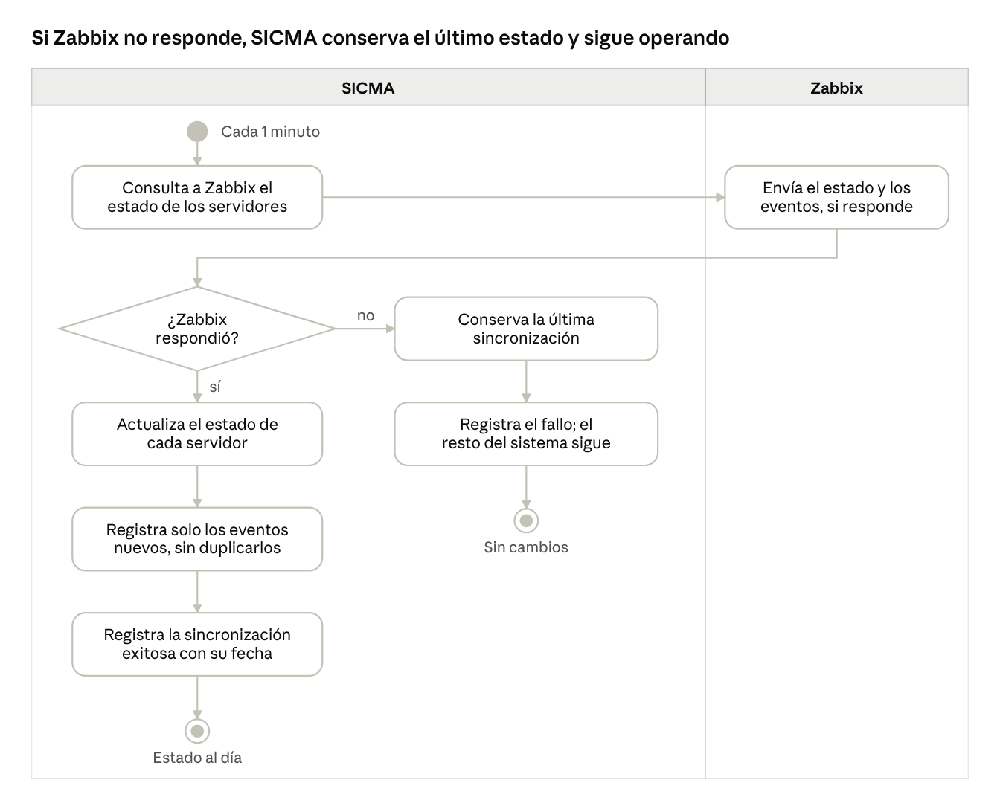 Si Zabbix no responde, SICMA conserva el último estado y sigue operando
SICMA
Zabbix
Cada 1 minuto
Consulta a Zabbix el
estado de los servidores
Envía el estado y los
eventos, si responde
¿Zabbix
respondió?
no
Conserva la última
sincronización
sí
Actualiza el estado de
cada servidor
Registra el fallo; el
resto del sistema sigue
Registra solo los eventos
nuevos, sin duplicarlos
Sin cambios
Registra la sincronización
exitosa con su fecha
Estado al día